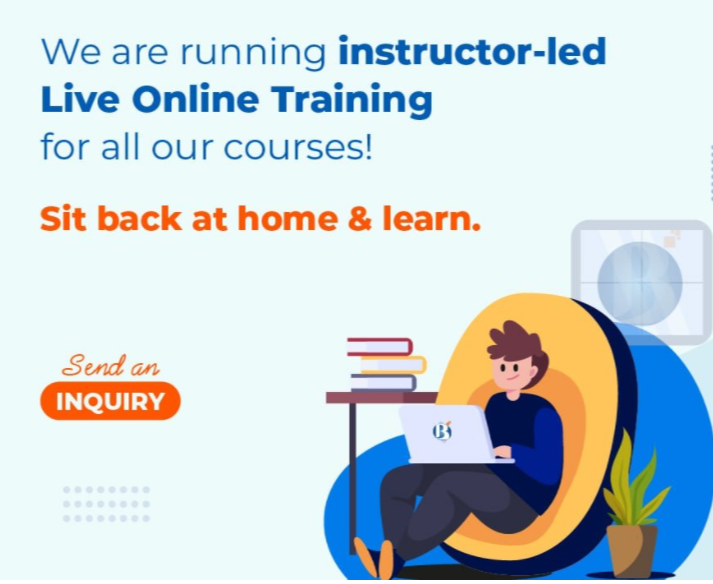 We are running instructor-led
Live Online Training
for all our courses!
Sit back at home & learn.
Send an
INQUIRY
B